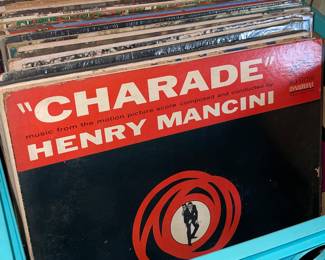 "CHARADE"
music from the motion picture score composed and conducted by
HENRY MANCINI